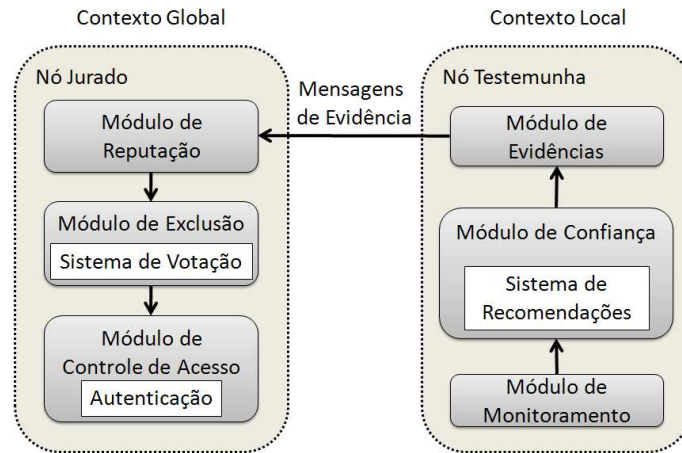 Contexto Global
Contexto Local
Nó Jurado
Nó Testemunha
Mensagens
de Evidência
Módulo de
Reputação
Módulo de
Evidências
Módulo de Exclusão
Sistema de Votação
Módulo de Confiança
Sistema de
Recomendações
Módulo de
Controle de Acesso
Autenticação
Módulo de
Monitoramento